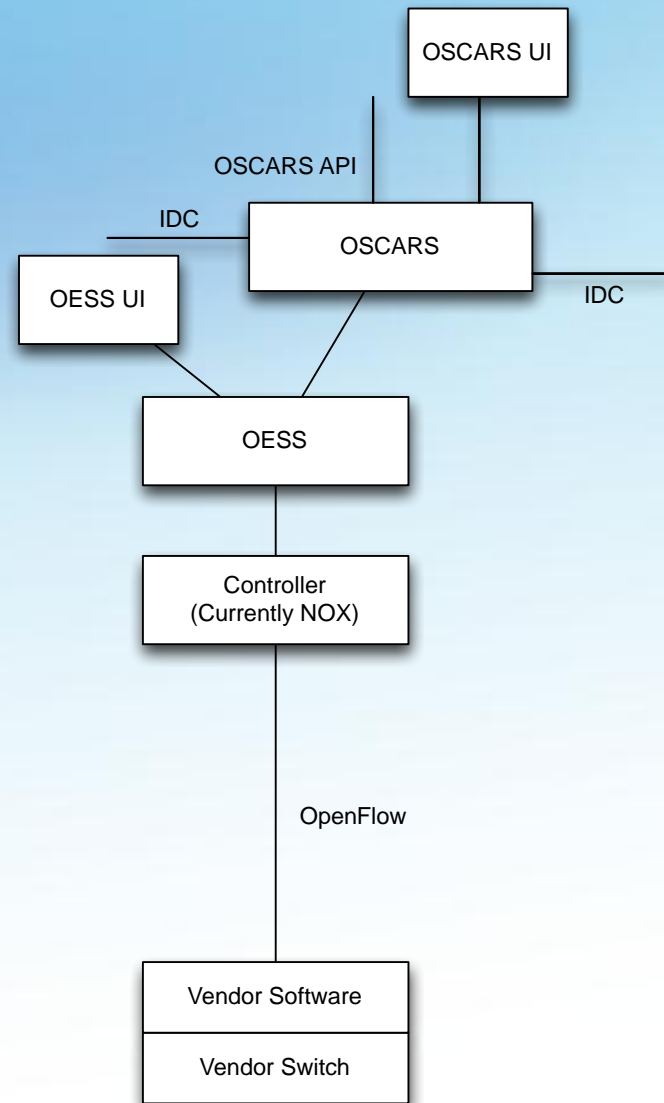 OSCARS UI
OSCARS API
IDC
OSCARS
OESS UI
IDC
OESS
Controller
(Currently NOX)
OpenFlow
Vendor Software
Vendor Switch